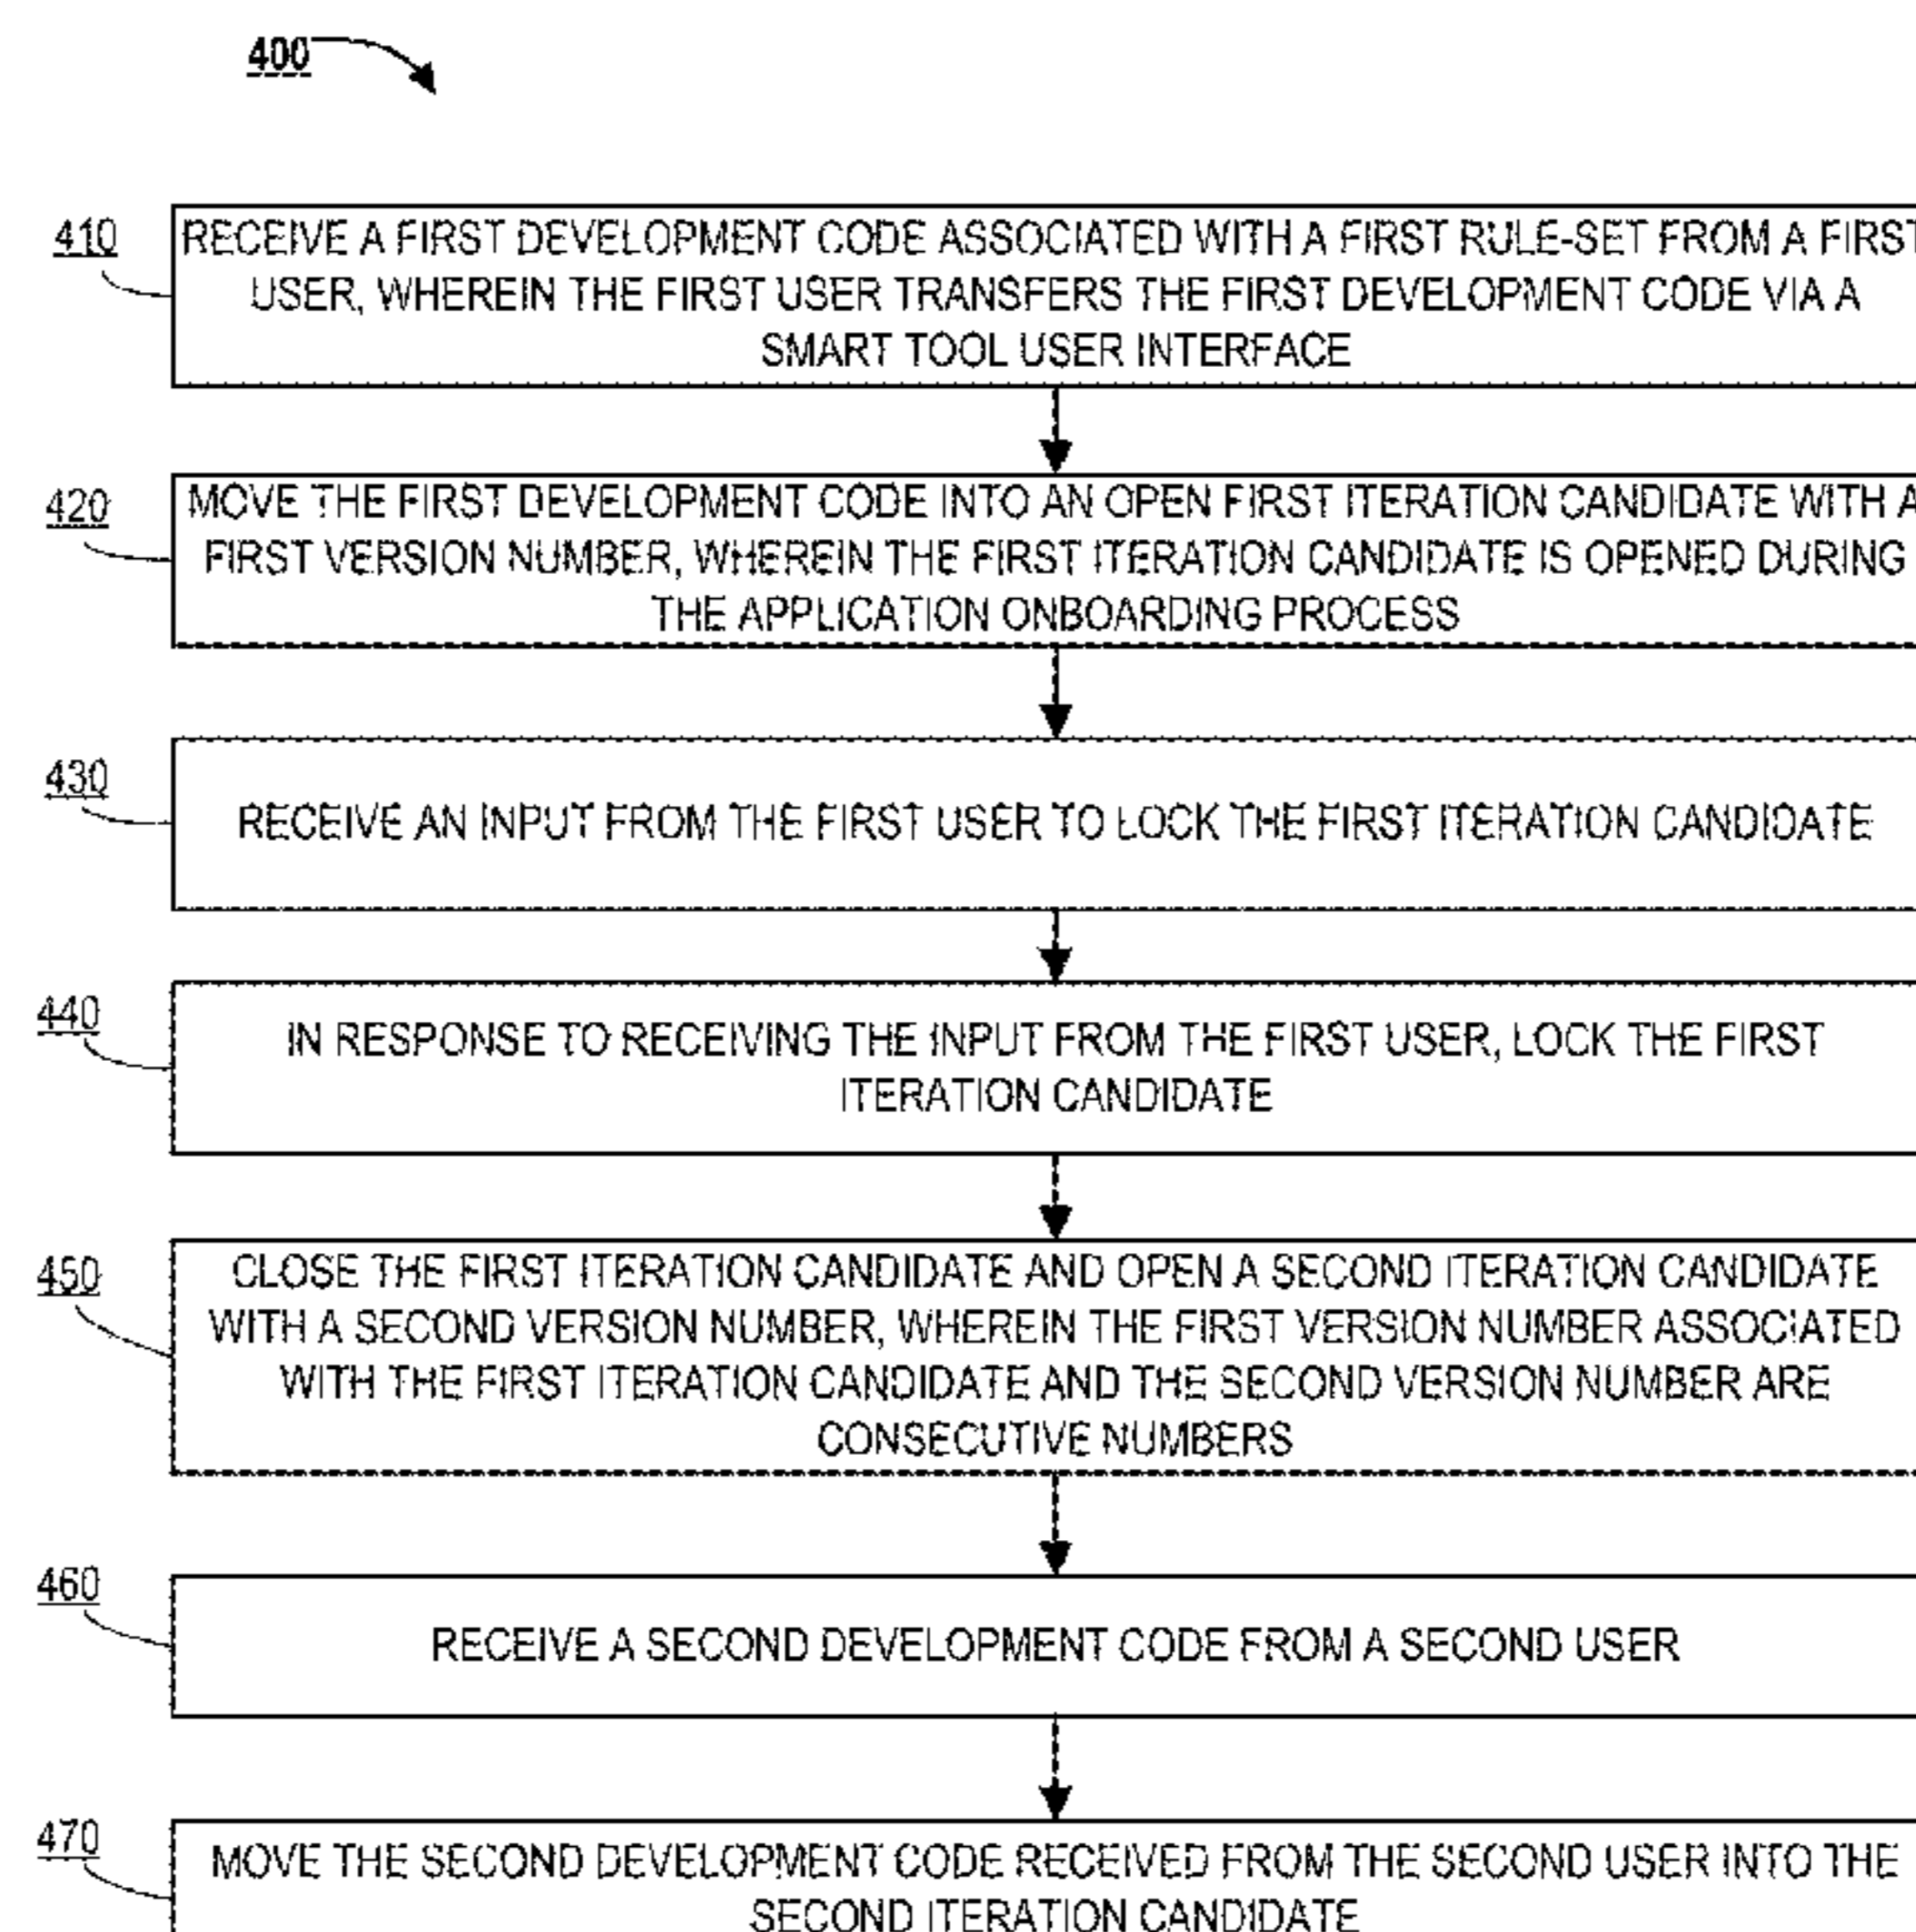 400
410
RECEIVE A FIRST DEVELOPMENT CODE ASSOCIATED WITH A FIRST RULE-SET FROM A FIRST
USER, WHEREIN THE FIRST USER TRANSFERS THE FIRST DEVELOPMENT CODE VIA A
SMART TOOL USER INTERFACE
420
MOVE THE FIRST DEVELOPMENT CODE INTO AN OPEN FIRST ITERATION CANDIDATE WITH A
FIRST VERSION NUMBER, WHEREIN THE FIRST ITERATION CANDIDATE IS OPENED DURING
THE APPLICATION ONBOARDING PROCESS
430
RECEIVE AN INPUT FROM THE FIRST USER TO LOCK THE FIRST ITERATION CANDIDATE
440
IN RESPONSE TO RECEIVING THE INPUT FROM THE FIRST USER, LOCK THE FIRST
ITERATION CANDIDATE
450
CLOSE THE FIRST ITERATION CANDIDATE AND OPEN A SECOND ITERATION CANDIDATE
WITH A SECOND VERSION NUMBER, WHEREIN THE FIRST VERSION NUMBER ASSOCIATED
WITH THE FIRST ITERATION CANDIDATE AND THE SECOND VERSION NUMBER ARE
CONSECUTIVE NUMBERS
460
RECEIVE A SECOND DEVELOPMENT CODE FROM A SECOND USER
470
MOVE THE SECOND DEVELOPMENT CODE RECEIVED FROM THE SECOND USER INTO THE
SECOND ITERATION CANDIDATE